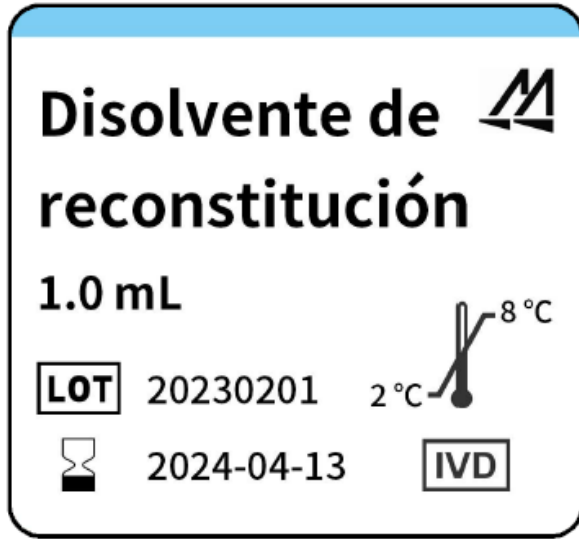 Disolvente de
reconstitución
1.0 mL
8 °C
LOT 20230201
2 °C
2024-04-13
IVD